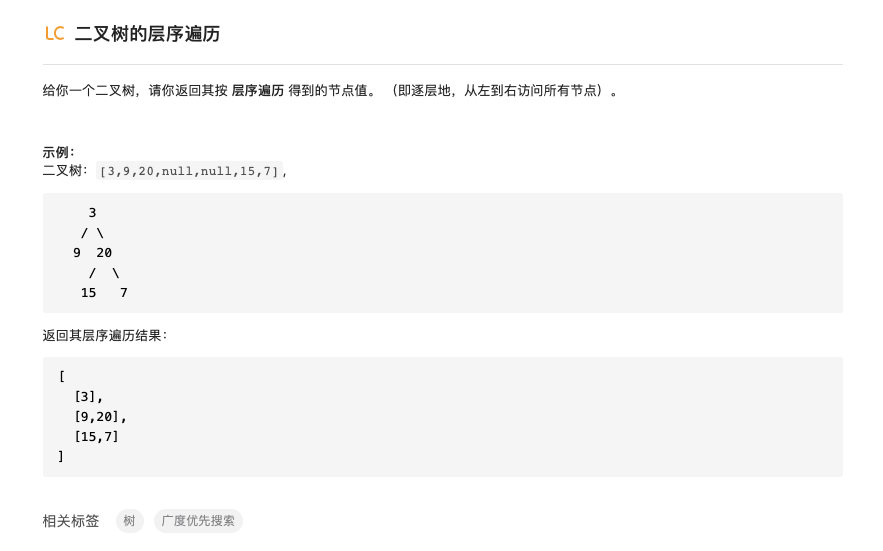 LC 二叉树的层序遍历
给你一个二叉树，请你返回其按 层序遍历 得到的节点值。 （即逐层地，从左到右访问所有节点）。
示例：
二叉树：[3,9,20,null,null,15,7],
    3
   / \
  9  20
    /  \
   15   7
返回其层序遍历结果：
[
  [3],
  [9,20],
  [15,7]
]
相关标签 树 广度优先搜索